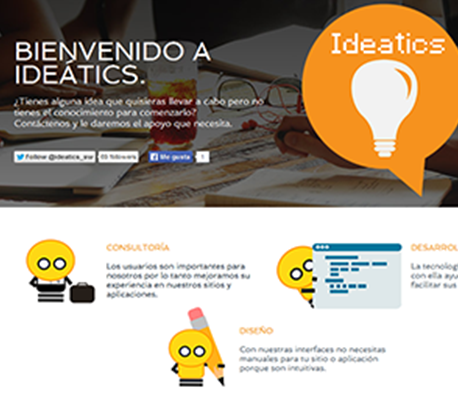 BIENVENIDO A
IDEÁTICS.
¿Tienes alguna idea que quisieras llevar a cabo pero no
tienes el conocimiento para comenzarlo?
Contáctenos y le daremos el apoyo que necesita.
Follow @ideatics_sw
followers
Me gusta
1
Ideatics
CONSULTORÍA
Los usuarios son importantes para
nosotros por lo tanto mejoramos su
experiencia en nuestros sitios y
aplicaciones.
DESARROL
La tecnolog
con ella ayu
facilitar sus
DISEÑO
Con nuestras interfaces no necesitas
manuales para tu sitio o aplicación
porque son intuitivas.